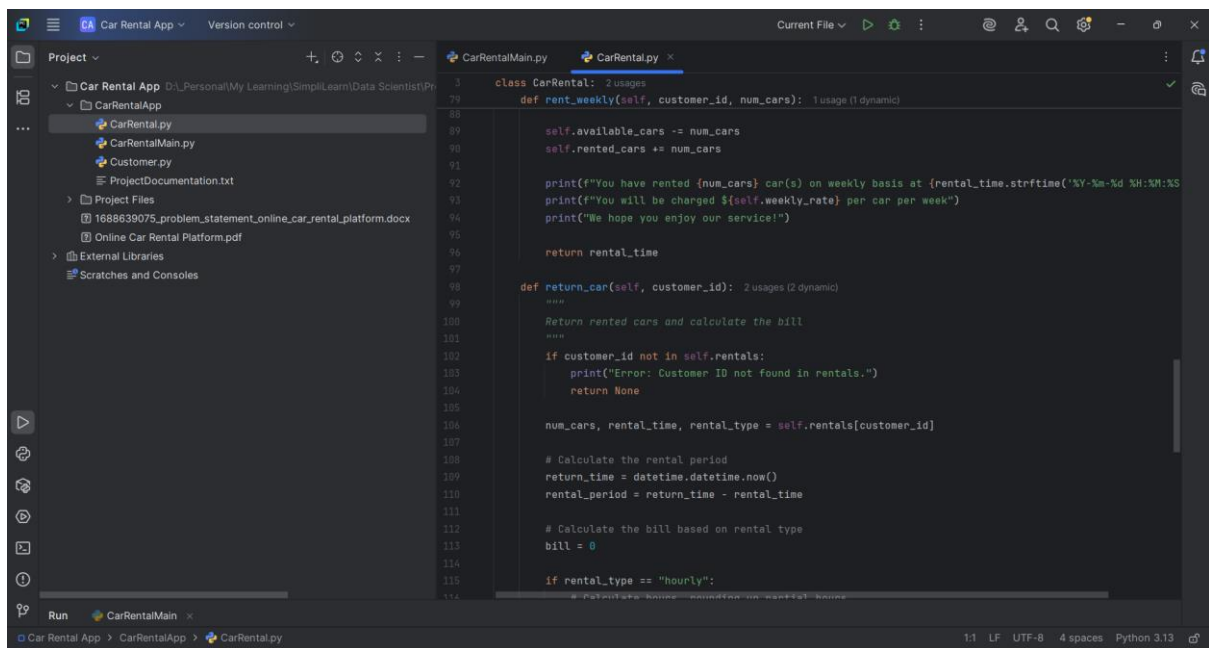 CA Car Rental App Version control Current File
Project
Car Rental App D:\_Personal\My Learning\SimpliLearn\Data Scientist\Pr
CarRentalApp
CarRental.py
CarRentalMain.py
Customer.py
ProjectDocumentation.txt
Project Files
1688639075_problem_statement_online_car_rental_platform.docx
Online Car Rental Platform.pdf
External Libraries
Scratches and Consoles
CarRentalMain.py CarRental.py
3 class CarRental: 2 usages
79 def rent_weekly(self, customer_id, num_cars): 1 usage (1 dynamic)
88
89 self.available_cars -= num_cars
90 self.rented_cars += num_cars
91
92 print(f"You have rented {num_cars} car(s) on weekly basis at {rental_time.strftime('%Y-%m-%d %H:%M:%S
93 print(f"You will be charged ${self.weekly_rate} per car per week")
94 print("We hope you enjoy our service!")
95
96 return rental_time
97
98 def return_car(self, customer_id): 2 usages (2 dynamic)
99 """
100 Return rented cars and calculate the bill
101 """
102 if customer_id not in self.rentals:
103 print("Error: Customer ID not found in rentals.")
104 return None
105
106 num_cars, rental_time, rental_type = self.rentals[customer_id]
107
108 # Calculate the rental period
109 return_time = datetime.datetime.now()
110 rental_period = return_time - rental_time
111
112 # Calculate the bill based on rental type
113 bill = 0
114
115 if rental_type == "hourly":
116 # Calculate hours, rounding up partial hours
Run CarRentalMain
Car Rental App > CarRentalApp > CarRental.py 1:1 LF UTF-8 4 spaces Python 3.13